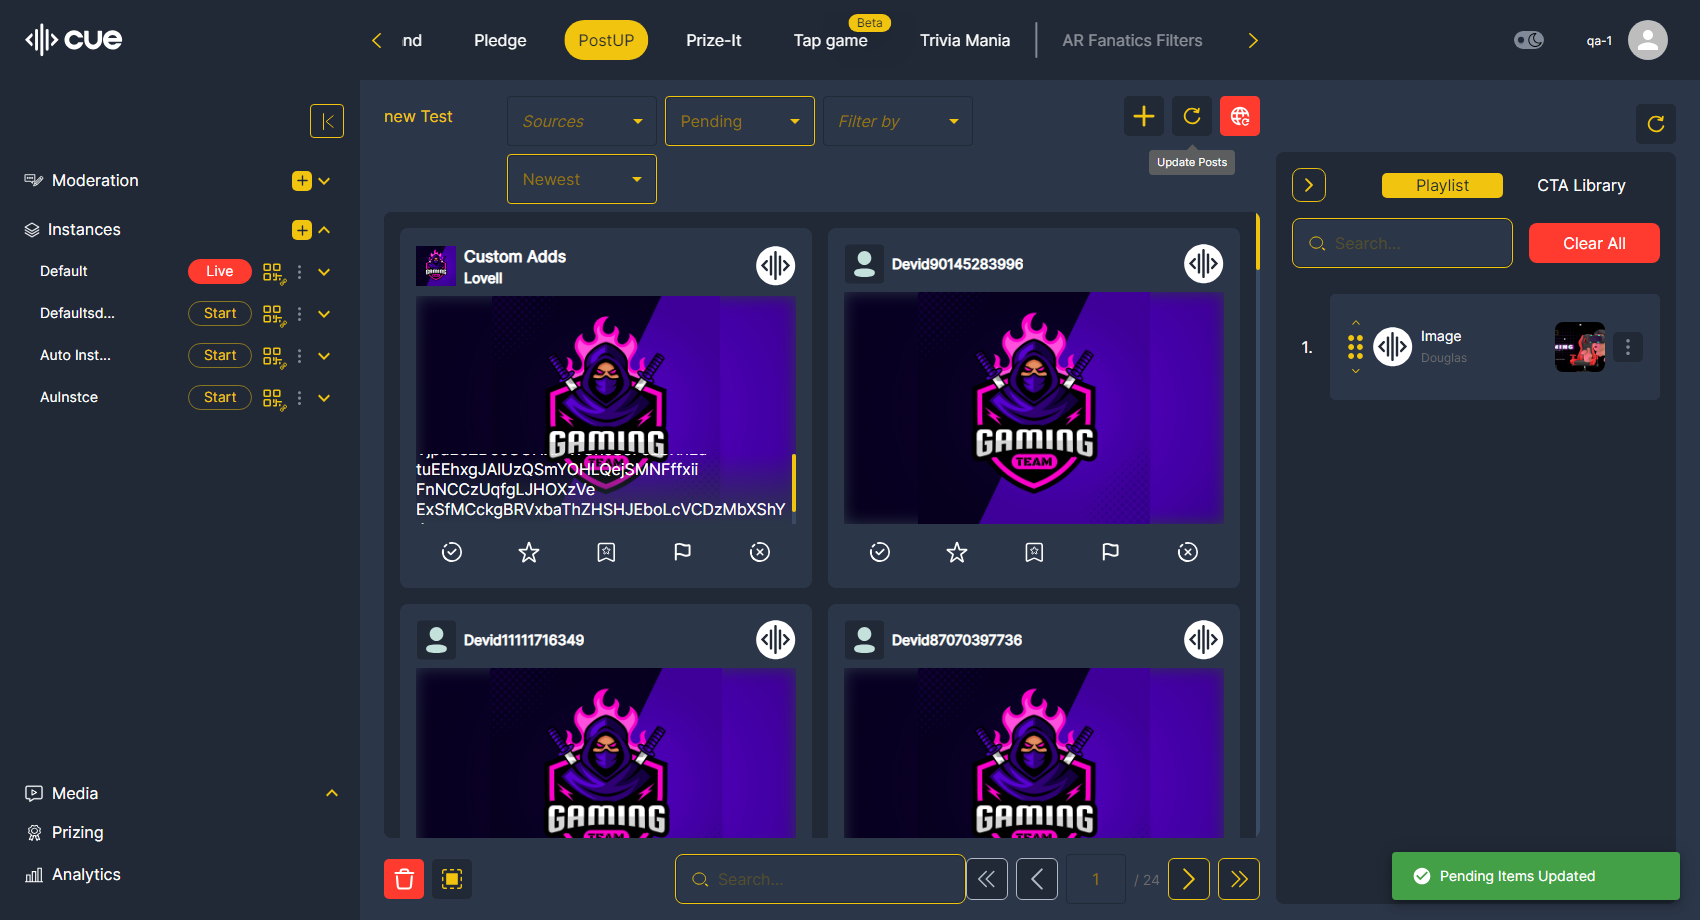 cue
nd
Pledge
PostUP
Prize-It
Beta
Tap game
Trivia Mania
AR Fanatics Filters
qa-1
new Test
Sources
Pending
Filter by
Newest
Update Posts
Moderation
Instances
Default
Live
Defaultsd...
Start
Auto Inst...
Start
AuInstce
Start
Media
Prizing
Analytics
Custom Adds
Lovell
GAMING
TEAM
tuEEhxgJAlUzQSmYOHLQejSMNFffxii
FnNCCzUqfgLJHOXzVe
ExSfMCckgBRVxbaThZHSHJEboLcVCDzMbXShY
Devid90145283996
GAMING
TEAM
Devid11111716349
GAMING
TEAM
Devid87070397736
GAMING
TEAM
Search...
1
/ 24
Playlist
CTA Library
Search...
Clear All
1.
Image
Douglas
Pending Items Updated